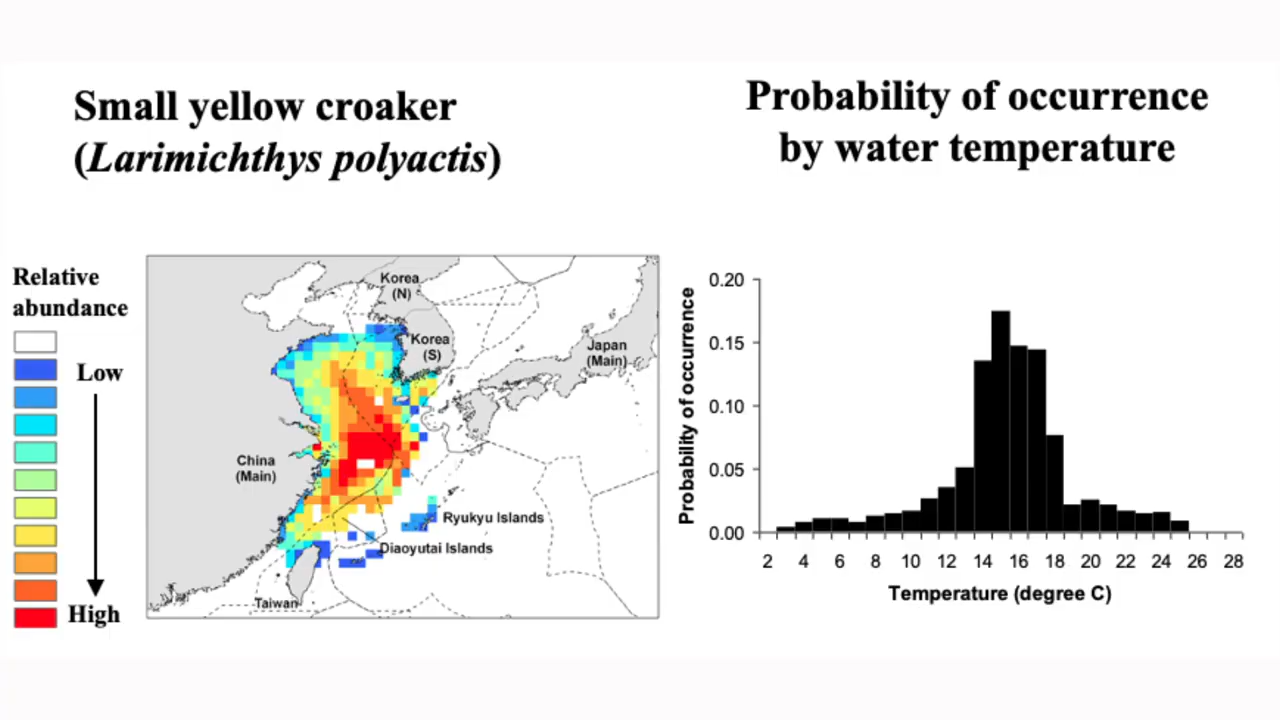 Small yellow croaker
(Larimichthys polyactis)
Probability of occurrence
by water temperature
Relative
abundance
Low
High
Korea
(N)
Korea
(S)
Japan
(Main)
China
(Main)
Ryukyu Islands
Diaoyutai Islands
Taiwan
Probability of occurrence
0.20
0.15
0.10
0.05
0.00
2 4 6 8 10 12 14 16 18 20 22 24 26 28
Temperature (degree C)